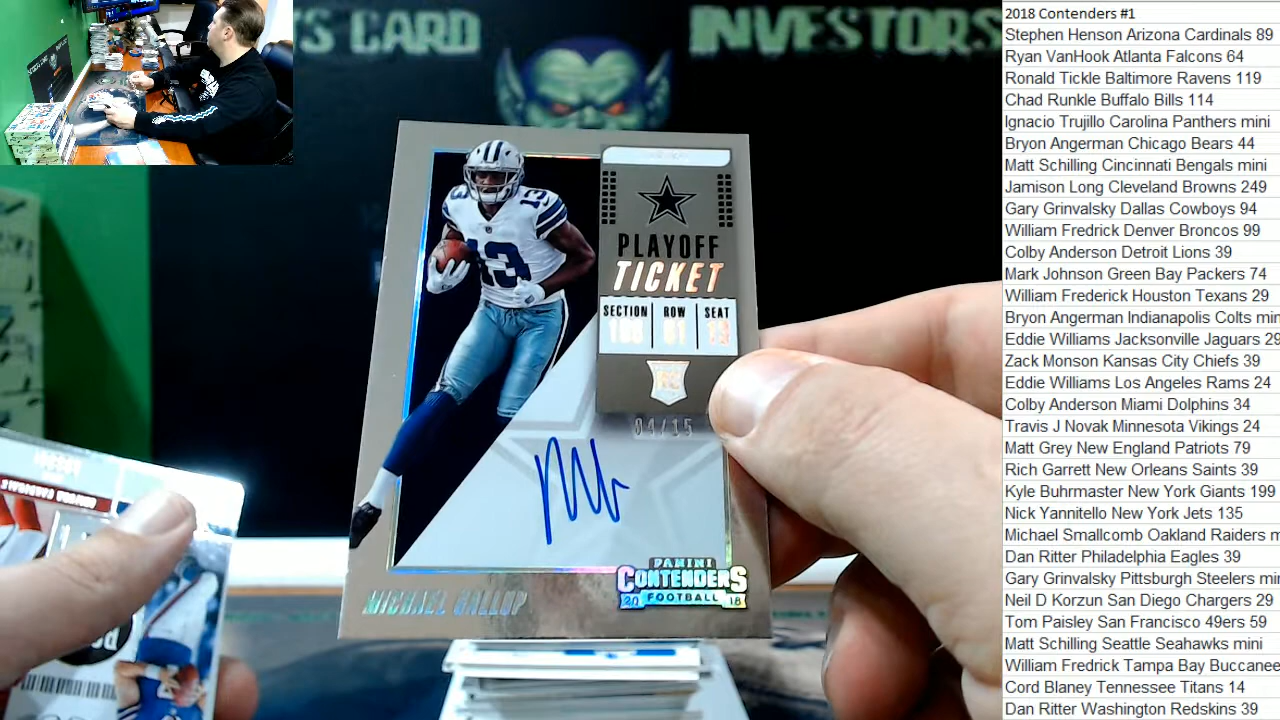 S CARD INVESTORS
PLAYOFF
TICKET
SECTION ROW SEAT
04/15
PANINI
CONTENDERS
20 FOOTBALL 18
MICHAEL GALLUP
13
13
2018 Contenders #1
Stephen Henson Arizona Cardinals 89
Ryan VanHook Atlanta Falcons 64
Ronald Tickle Baltimore Ravens 119
Chad Runkle Buffalo Bills 114
Ignacio Trujillo Carolina Panthers mini
Bryon Angerman Chicago Bears 44
Matt Schilling Cincinnati Bengals mini
Jamison Long Cleveland Browns 249
Gary Grinvalsky Dallas Cowboys 94
William Fredrick Denver Broncos 99
Colby Anderson Detroit Lions 39
Mark Johnson Green Bay Packers 74
William Frederick Houston Texans 29
Bryon Angerman Indianapolis Colts min
Eddie Williams Jacksonville Jaguars 29
Zack Monson Kansas City Chiefs 39
Eddie Williams Los Angeles Rams 24
Colby Anderson Miami Dolphins 34
Travis J Novak Minnesota Vikings 24
Matt Grey New England Patriots 79
Rich Garrett New Orleans Saints 39
Kyle Buhrmaster New York Giants 199
Nick Yannitello New York Jets 135
Michael Smallcomb Oakland Raiders m
Dan Ritter Philadelphia Eagles 39
Gary Grinvalsky Pittsburgh Steelers min
Neil D Korzun San Diego Chargers 29
Tom Paisley San Francisco 49ers 59
Matt Schilling Seattle Seahawks mini
William Fredrick Tampa Bay Buccanee
Cord Blaney Tennessee Titans 14
Dan Ritter Washington Redskins 39